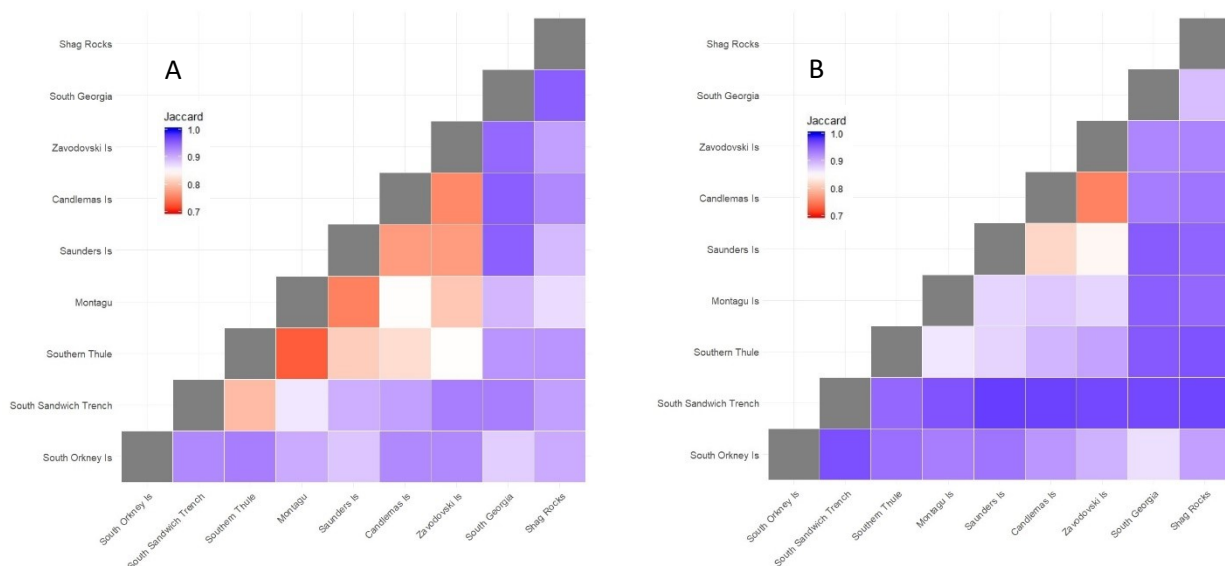 A
Jaccard
1.0
0.9
0.8
0.7
Shag Rocks
South Georgia
Zavodovski Is
Candlemas Is
Saunders Is
Montagu
Southern Thule
South Sandwich Trench
South Orkney Is
South Orkney Is
South Sandwich Trench
Southern Thule
Montagu
Saunders Is
Candlemas Is
Zavodovski Is
South Georgia
Shag Rocks
B
Jaccard
1.0
0.9
0.8
0.7
Shag Rocks
South Georgia
Zavodovski Is
Candlemas Is
Saunders Is
Montagu Is
Southern Thule
South Sandwich Trench
South Orkney Is
South Orkney Is
South Sandwich Trench
Southern Thule
Montagu Is
Saunders Is
Candlemas Is
Zavodovski Is
South Georgia
Shag Rocks